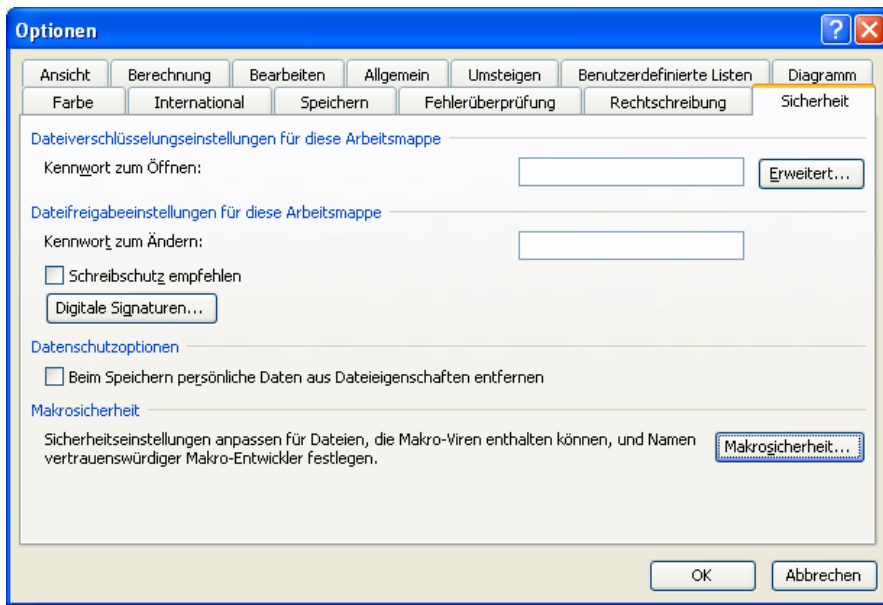 Optionen
Ansicht Berechnung Bearbeiten Allgemein Umsteigen Benutzerdefinierte Listen Diagramm
Farbe International Speichern Fehlerüberprüfung Rechtschreibung Sicherheit
Dateiverschlüsselungseinstellungen für diese Arbeitsmappe
Kennwort zum Öffnen: Erweitert...
Dateifreigabeeinstellungen für diese Arbeitsmappe
Kennwort zum Ändern:
Schreibschutz empfehlen
Digitale Signaturen...
Datenschutzoptionen
Beim Speichern persönliche Daten aus Dateieigenschaften entfernen
Makrosicherheit
Sicherheitseinstellungen anpassen für Dateien, die Makro-Viren enthalten können, und Namen
vertrauenswürdiger Makro-Entwickler festlegen.
Makrosicherheit...
OK Abbrechen